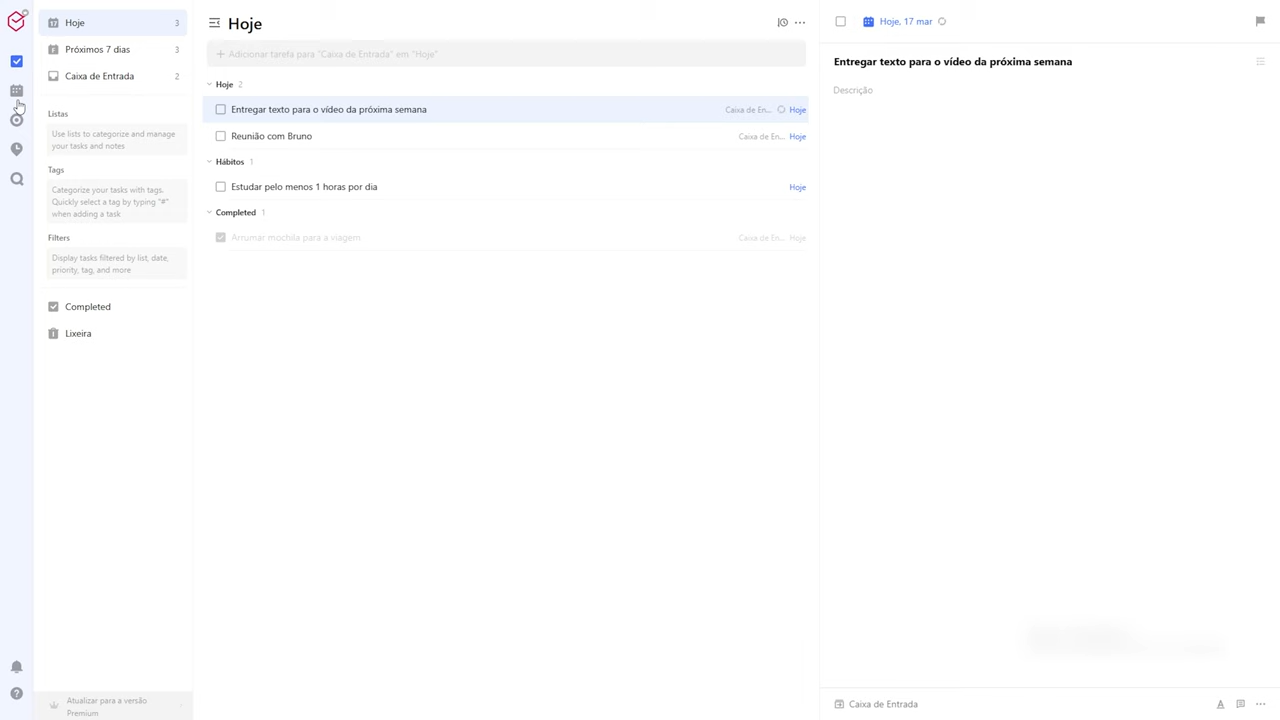 Hoje 3
Próximos 7 dias 3
Caixa de Entrada 2
Listas
Use lists to categorize and manage
your tasks and notes
Tags
Categorize your tasks with tags.
Quickly select a tag by typing "#"
when adding a task
Filters
Display tasks filtered by list, date,
priority, tag, and more
Completed
Lixeira
Atualizar para a versão
Premium
Hoje
+ Adicionar tarefa para "Caixa de Entrada" em "Hoje"
Hoje 2
Entregar texto para o vídeo da próxima semana Caixa de En... Hoje
Reunião com Bruno Caixa de En... Hoje
Hábitos 1
Estudar pelo menos 1 horas por dia Hoje
Completed 1
Arrumar mochila para a viagem Caixa de En... Hoje
Hoje, 17 mar
Entregar texto para o vídeo da próxima semana
Descrição
Caixa de Entrada